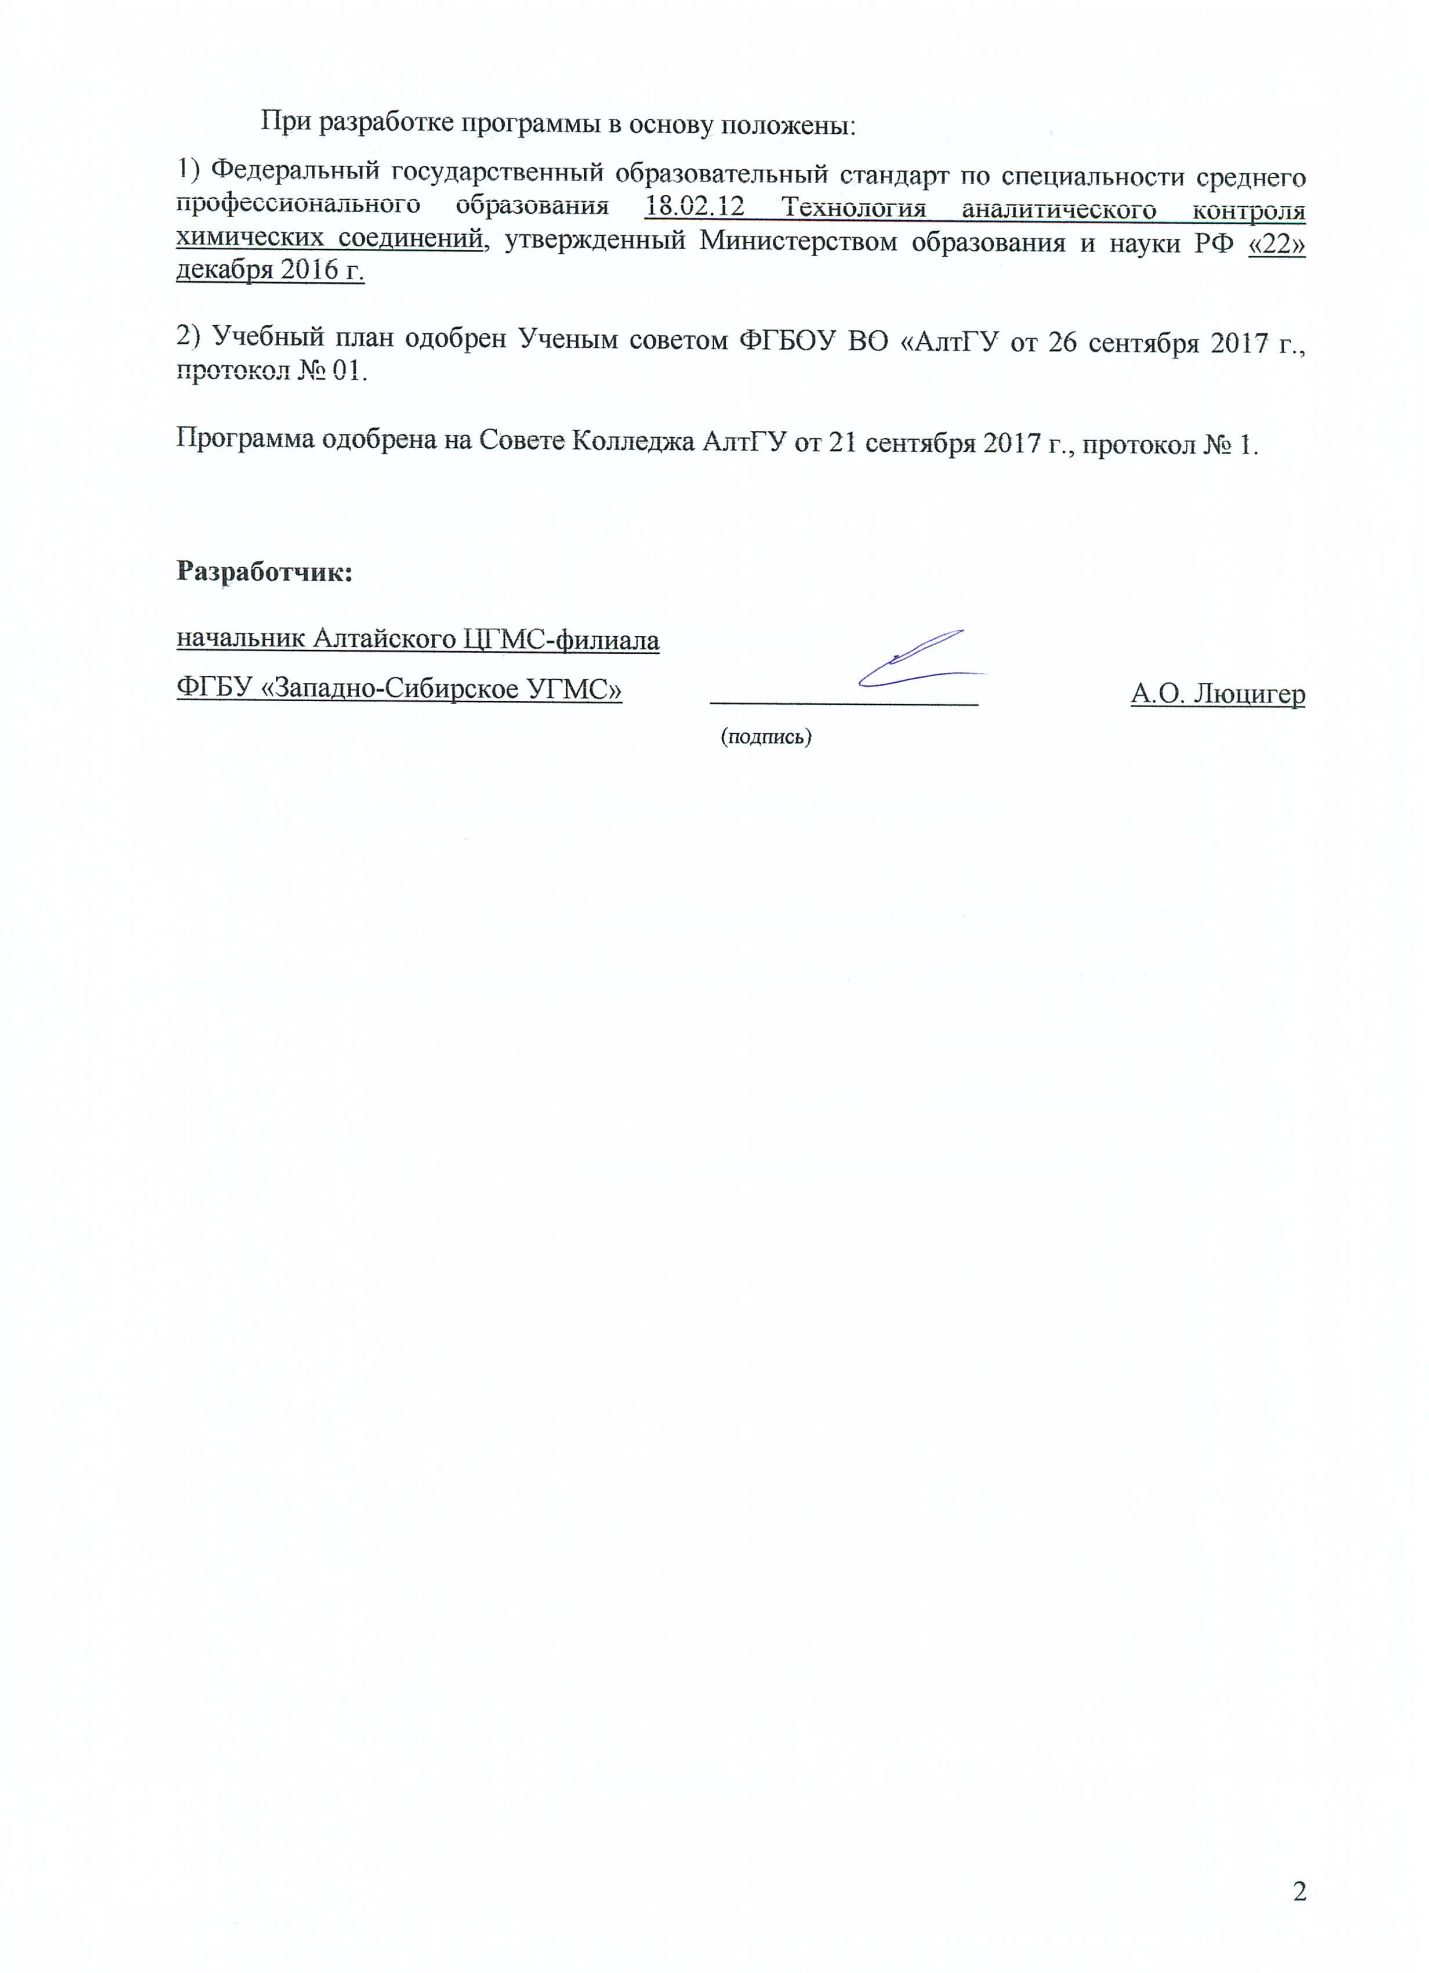 При разработке программы в основу положены:
1) Федеральный государственный образовательный стандарт по специальности среднего
профессионального образования 18.02.12 Технология аналитического контроля
химических соединений, утвержденный Министерством образования и науки РФ «22»
декабря 2016 г.
2) Учебный план одобрен Ученым советом ФГБОУ ВО «АлтГУ от 26 сентября 2017 г.,
протокол № 01.
Программа одобрена на Совете Колледжа АлтГУ от 21 сентября 2017 г., протокол № 1.
Разработчик:
начальник Алтайского ЦГМС-филиала
ФГБУ «Западно-Сибирское УГМС» А.О. Люцигер
(подпись)
2